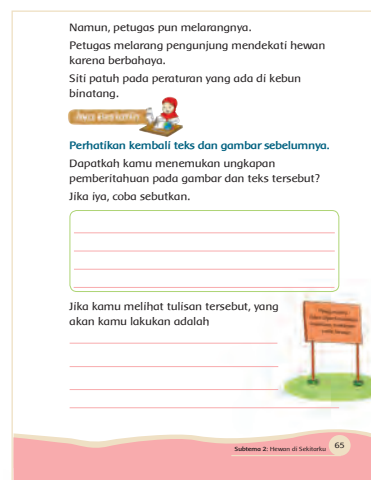 Namun, petugas pun melarangnya.
Petugas melarang pengunjung mendekati hewan
karena berbahaya.
Siti patuh pada peraturan yang ada di kebun
binatang.
Perhatikan kembali teks dan gambar sebelumnya.
Dapatkah kamu menemukan ungkapan
pemberitahuan pada gambar dan teks tersebut?
Jika iya, coba sebutkan.
Jika kamu melihat tulisan tersebut, yang
akan kamu lakukan adalah
Subtema 2: Hewan di Sekitarku 65